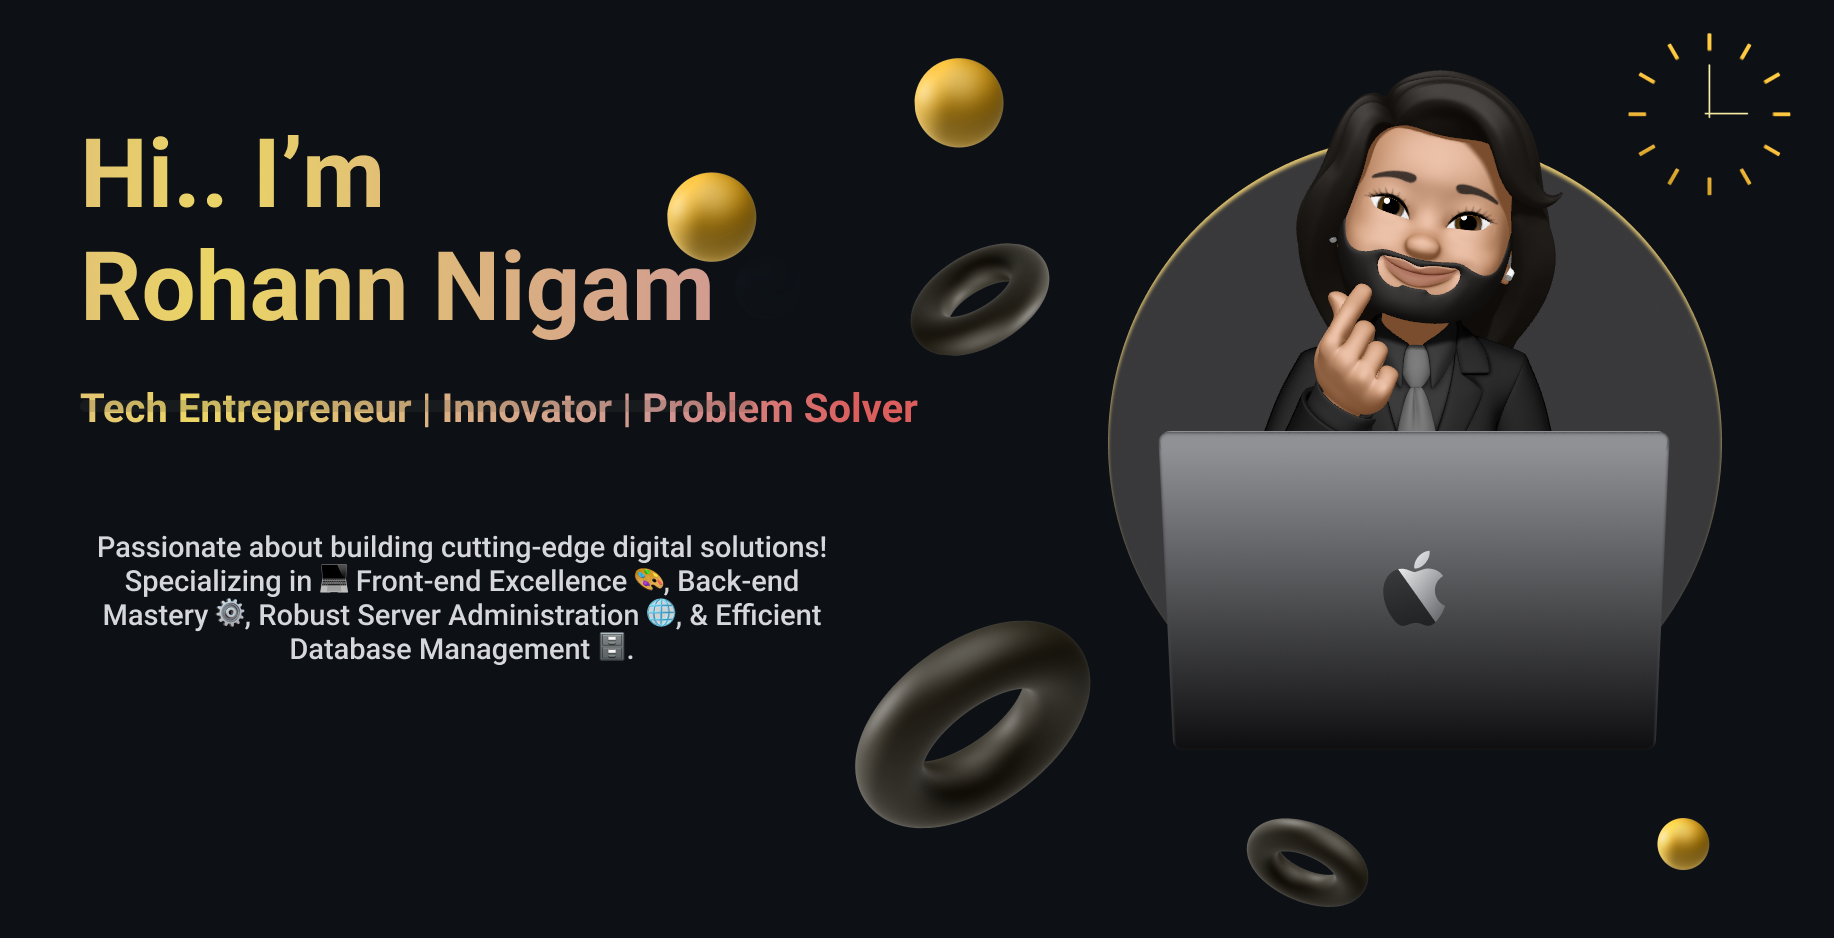 Hi.. I’m
Rohann Nigam
Tech Entrepreneur | Innovator | Problem Solver
Passionate about building cutting-edge digital solutions!
Specializing in 💻 Front-end Excellence 🎨, Back-end
Mastery ⚙️, Robust Server Administration 🌐, & Efficient
Database Management 🗄️.